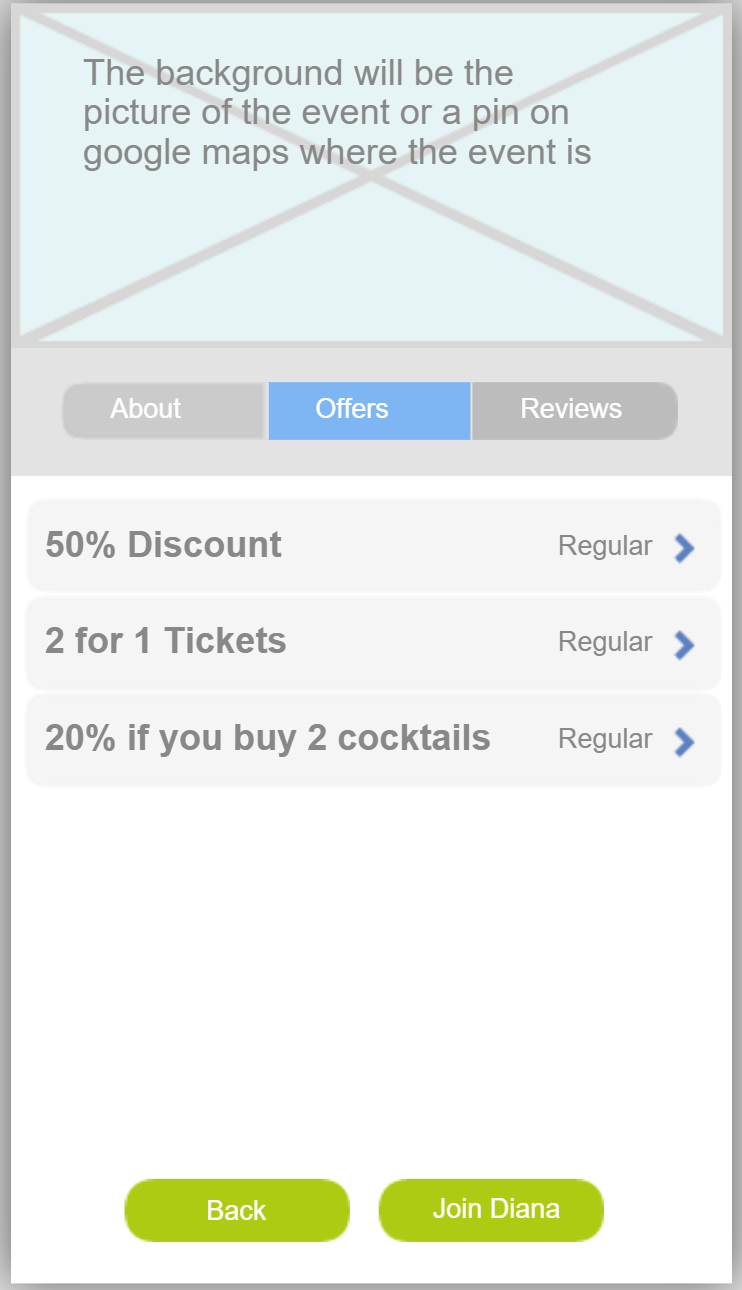 The background will be the
picture of the event or a pin on
google maps where the event is
About Offers Reviews
50% Discount Regular
2 for 1 Tickets Regular
20% if you buy 2 cocktails Regular
Back Join Diana